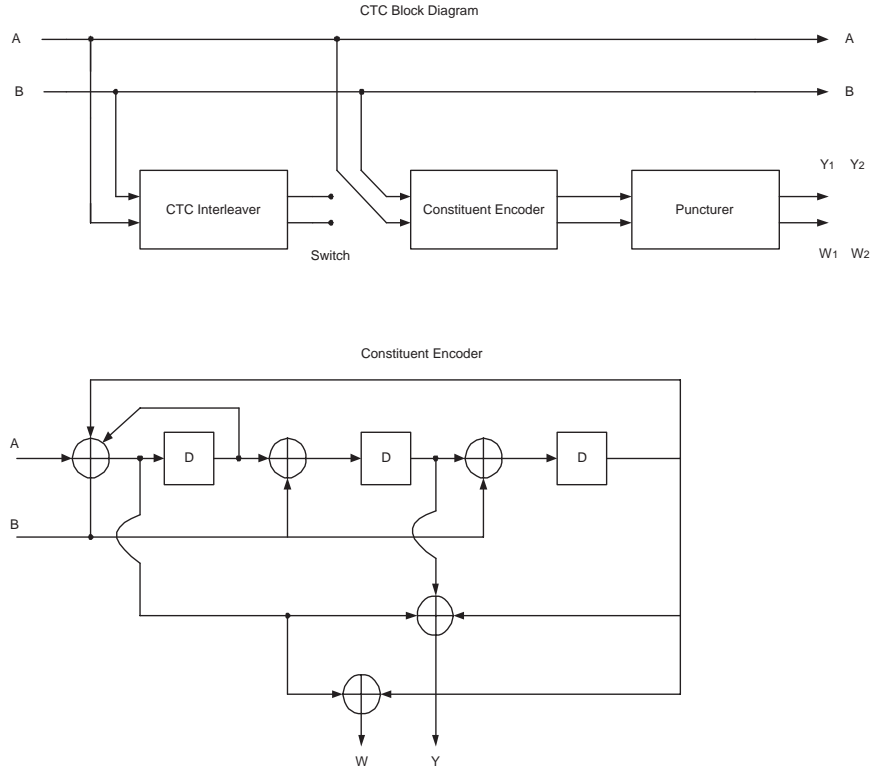 CTC Block Diagram
A A
B B
Y1 Y2
CTC Interleaver Constituent Encoder Puncturer
Switch
W1 W2
Constituent Encoder
A
D D D
B
W Y